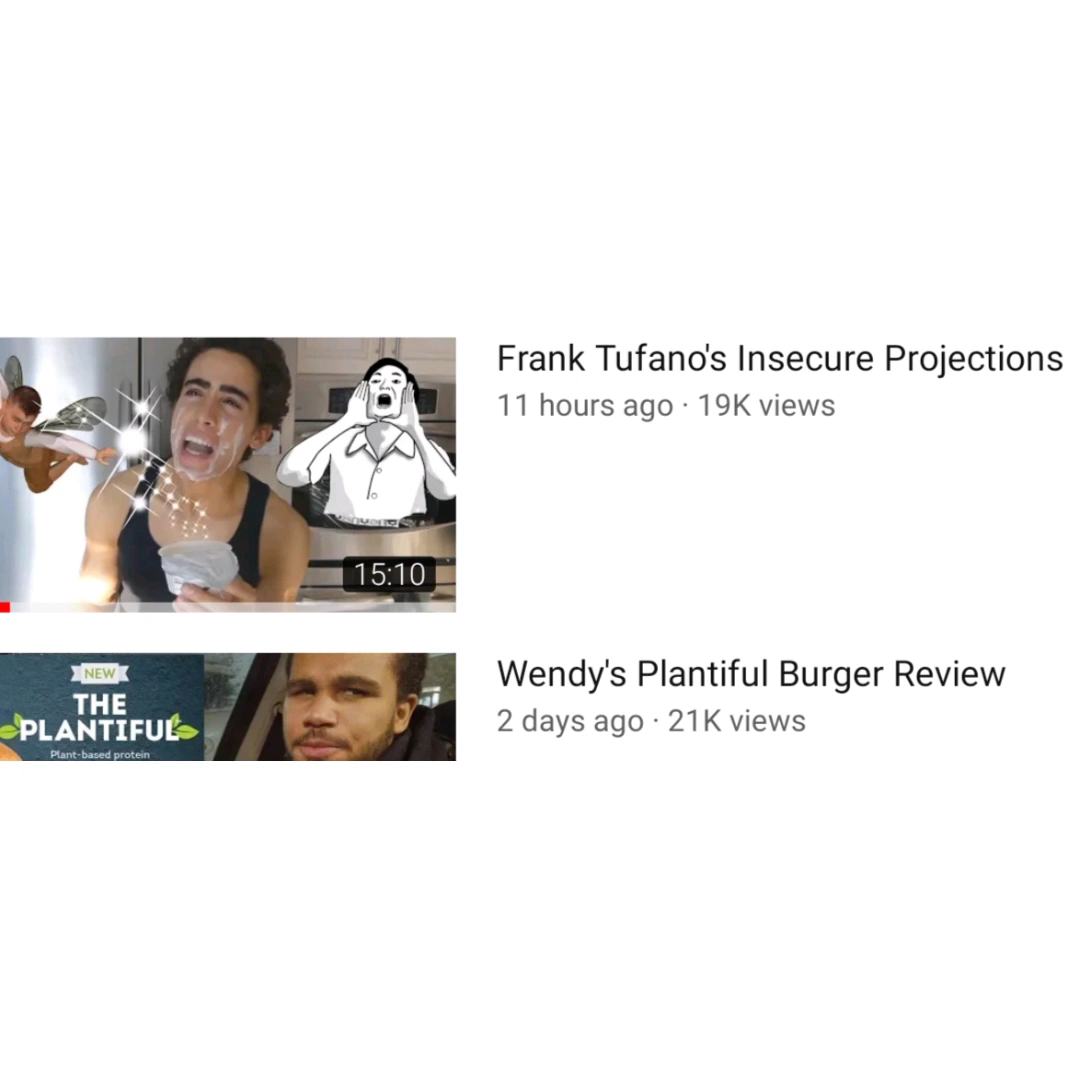 Frank Tufano's Insecure Projections
11 hours ago · 19K views
15:10
NEW
THE
PLANTIFUL
Plant-based protein
Wendy's Plantiful Burger Review
2 days ago · 21K views